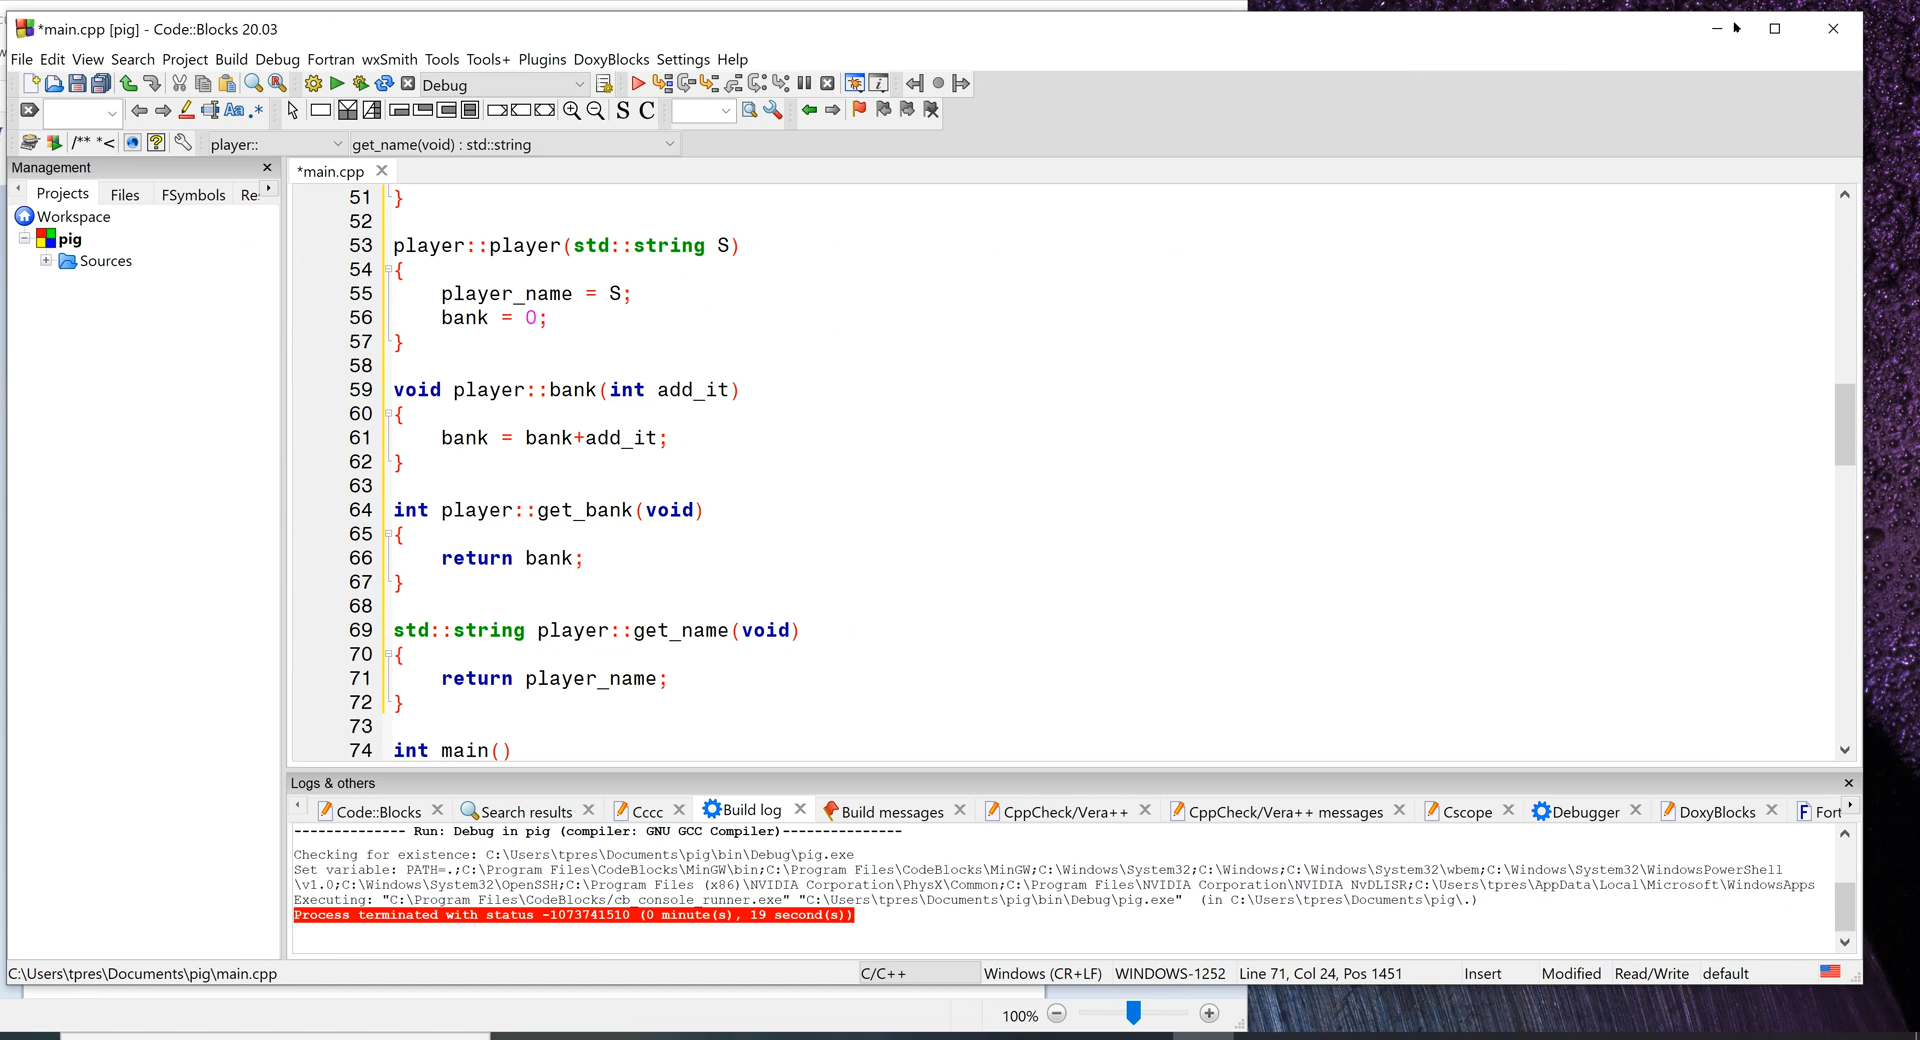 *main.cpp [pig] - Code::Blocks 20.03
File Edit View Search Project Build Debug Fortran wxSmith Tools Tools+ Plugins DoxyBlocks Settings Help
Debug
S C
/** *< player:: get_name(void) : std::string
Management
*main.cpp
Projects Files FSymbols Re:
Workspace
pig
Sources
51 }
52
53 player::player(std::string S)
54 {
55 player_name = S;
56 bank = 0;
57 }
58
59 void player::bank(int add_it)
60 {
61 bank = bank+add_it;
62 }
63
64 int player::get_bank(void)
65 {
66 return bank;
67 }
68
69 std::string player::get_name(void)
70 {
71 return player_name;
72 }
73
74 int main()
Logs & others
Code::Blocks Search results Cccc Build log Build messages CppCheck/Vera++ CppCheck/Vera++ messages Cscope Debugger DoxyBlocks Fort
-------------- Run: Debug in pig (compiler: GNU GCC Compiler)---------------
Checking for existence: C:\Users\tpres\Documents\pig\bin\Debug\pig.exe
Set variable: PATH=.;C:\Program Files\CodeBlocks\MinGW\bin;C:\Program Files\CodeBlocks\MinGW;C:\Windows\System32;C:\Windows;C:\Windows\System32\wbem;C:\Windows\System32\WindowsPowerShell
\v1.0;C:\Windows\System32\OpenSSH;C:\Program Files (x86)\NVIDIA Corporation\PhysX\Common;C:\Program Files\NVIDIA Corporation\NVIDIA NvDLISR;C:\Users\tpres\AppData\Local\Microsoft\WindowsApps
Executing: "C:\Program Files\CodeBlocks/cb_console_runner.exe" "C:\Users\tpres\Documents\pig\bin\Debug\pig.exe" (in C:\Users\tpres\Documents\pig\.)
Process terminated with status -1073741510 (0 minute(s), 19 second(s))
C:\Users\tpres\Documents\pig\main.cpp C/C++ Windows (CR+LF) WINDOWS-1252 Line 71, Col 24, Pos 1451 Insert Modified Read/Write default
100%